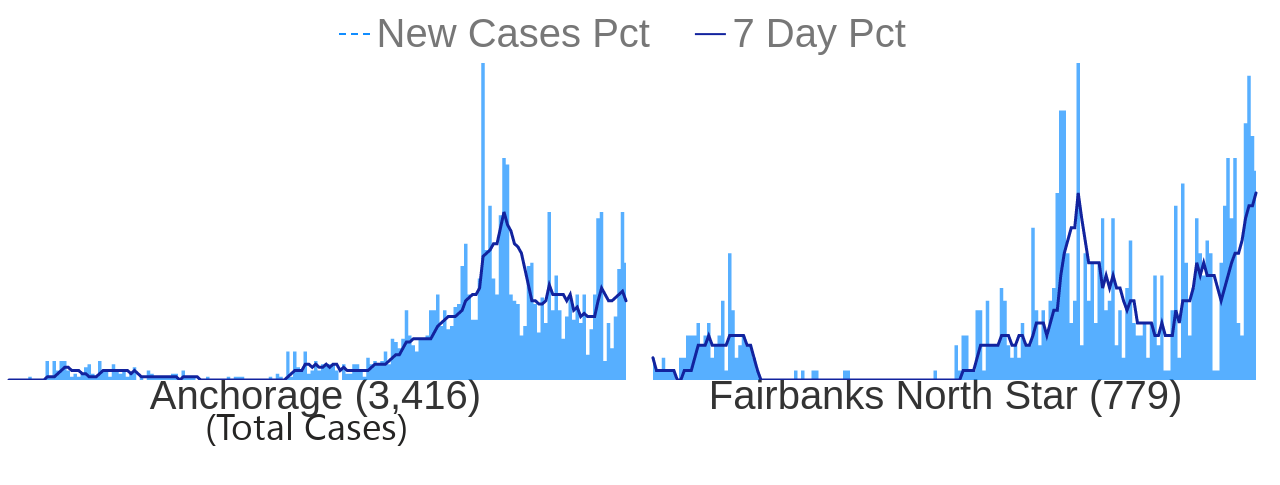 New Cases Pct 7 Day Pct
Anchorage (3,416) Fairbanks North Star (779)
(Total Cases)